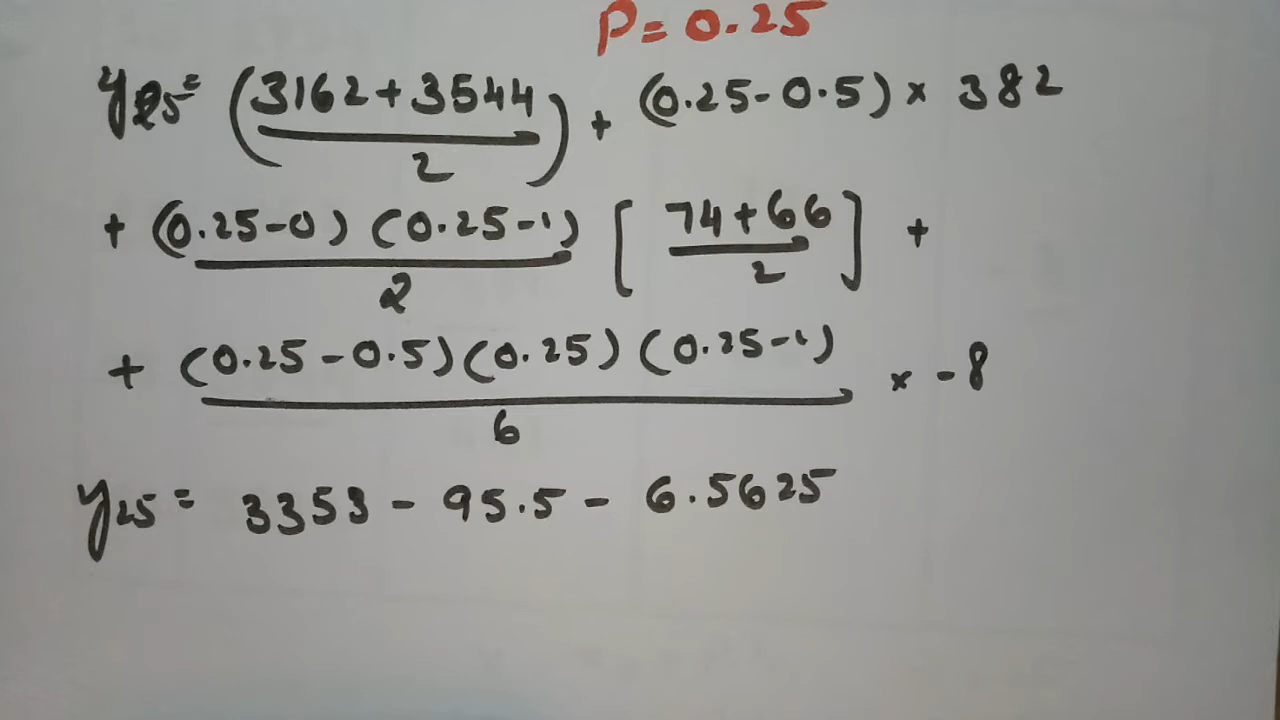 P = 0.25
y25 = (3162+3544 / 2) + (0.25-0.5) × 382
+ (0.25-0) (0.25-1) / 2 [74+66 / 2] +
+ (0.25-0.5)(0.25)(0.25-1) / 6 × -8
y25 = 3353 - 95.5 - 6.5625